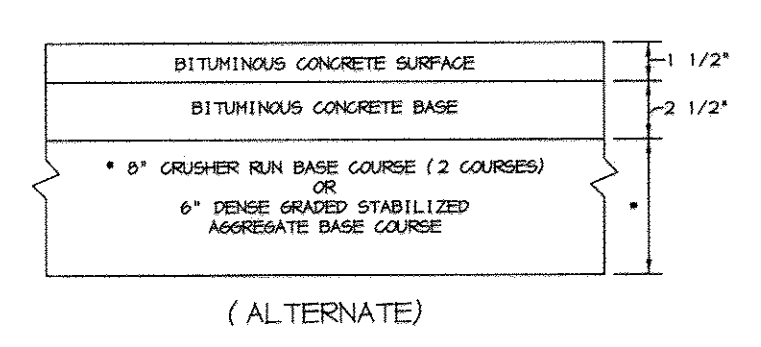 BITUMINOUS CONCRETE SURFACE
1 1/2"
BITUMINOUS CONCRETE BASE
2 1/2"
* 8" CRUSHER RUN BASE COURSE (2 COURSES)
OR
6" DENSE GRADED STABILIZED
AGGREGATE BASE COURSE
*
(ALTERNATE)